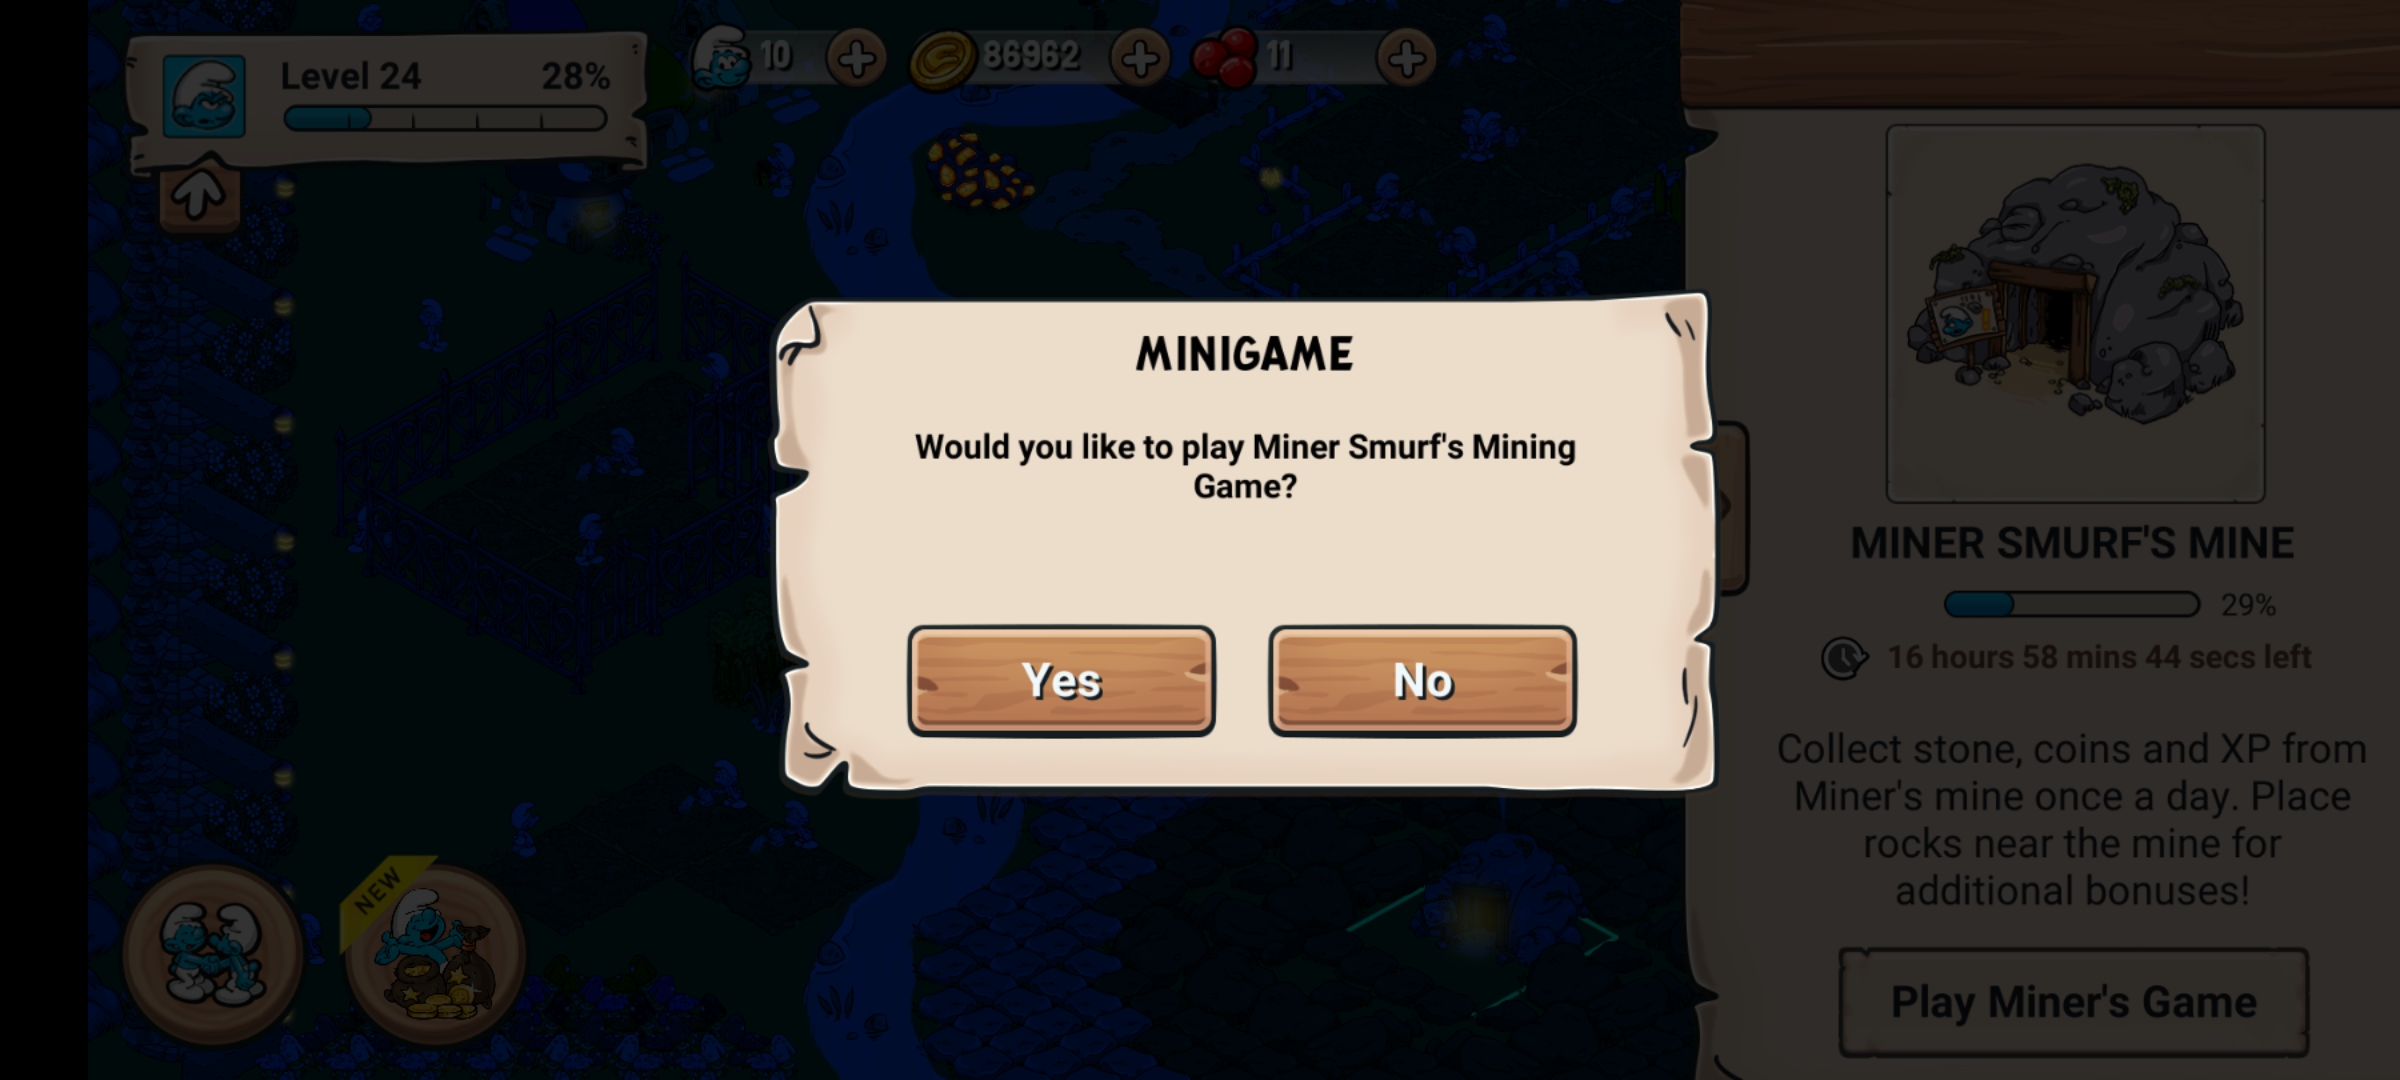 Level 24
28%
10
86962
11
MINIGAME
Would you like to play Miner Smurf's Mining
Game?
Yes
No
MINER SMURF'S MINE
29%
16 hours 58 mins 44 secs left
Collect stone, coins and XP from
Miner's mine once a day. Place
rocks near the mine for
additional bonuses!
Play Miner's Game
NEW